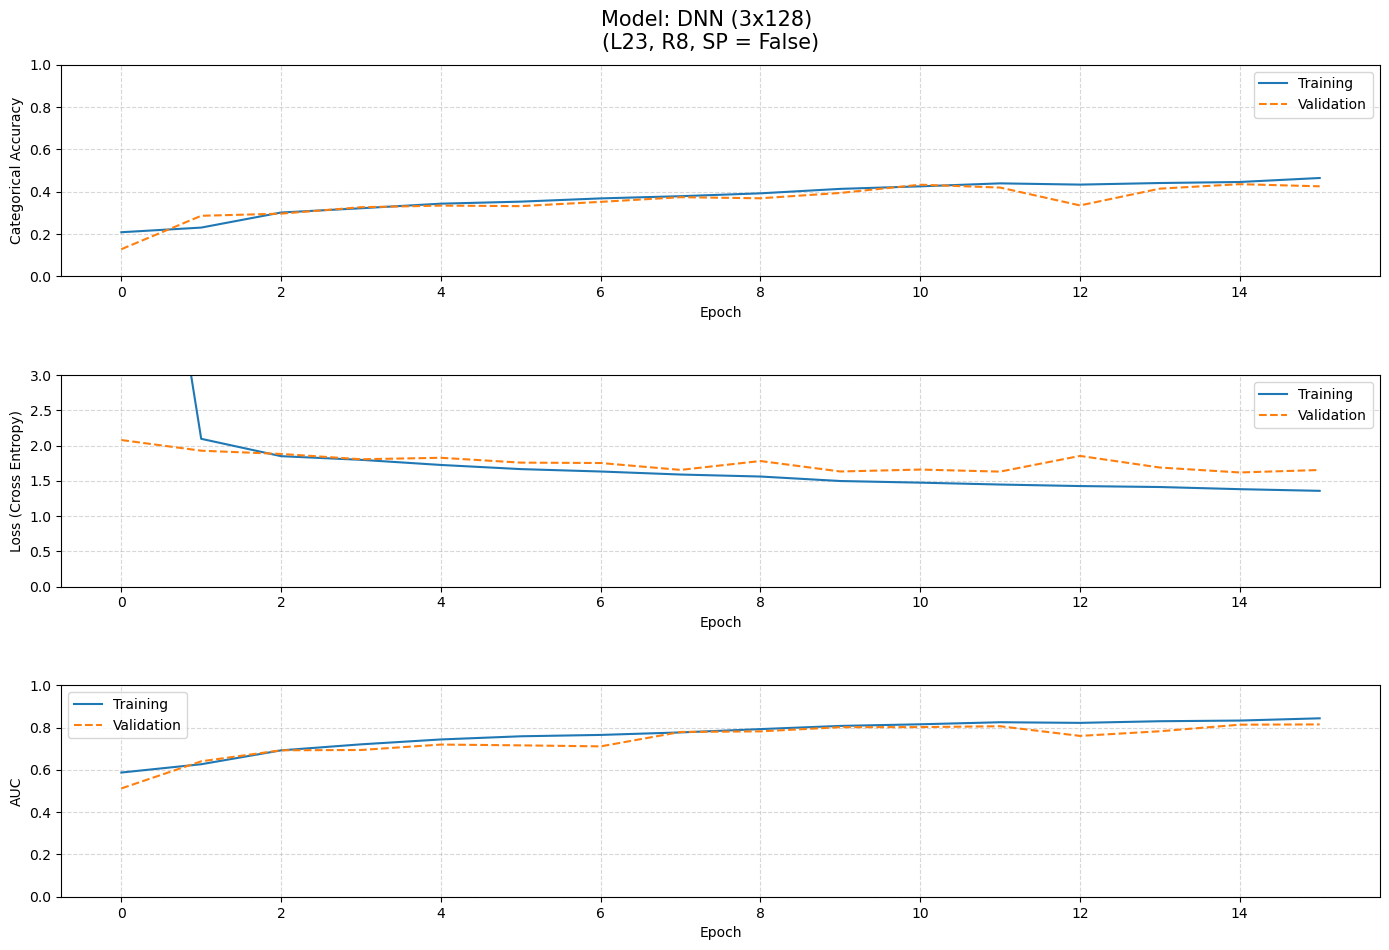 Model: DNN (3x128)
(L23, R8, SP = False)
1.0
0.8
0.6
0.4
0.2
0.0
Categorical Accuracy
Training
Validation
0 2 4 6 8 10 12 14
Epoch
3.0
2.5
2.0
1.5
1.0
0.5
0.0
Loss (Cross Entropy)
Training
Validation
0 2 4 6 8 10 12 14
Epoch
1.0
0.8
0.6
0.4
0.2
0.0
AUC
Training
Validation
0 2 4 6 8 10 12 14
Epoch